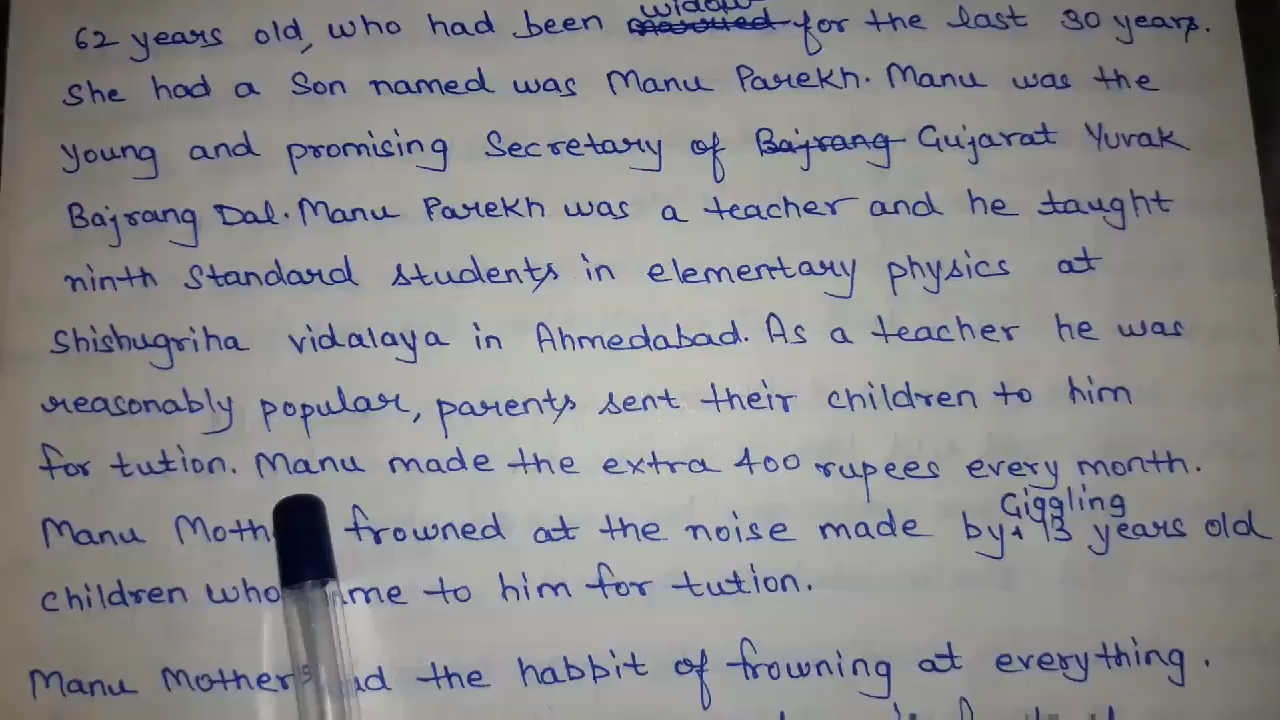 widow
62 years old, who had been married for the last 30 years.
She had a Son named was Manu Parekh. Manu was the
young and promising Secretary of Bajrang Gujarat Yuvak
Bajrang Dal. Manu Parekh was a teacher and he taught
ninth Standard students in elementary physics at
Shishugriha vidalaya in Ahmedabad. As a teacher he was
reasonably popular, parents sent their children to him
for tution. Manu made the extra 400 rupees every month.
Giggling
Manu Moth frowned at the noise made by 13 years old
children who me to him for tution.
Manu Mother the habbit of frowning at everything.